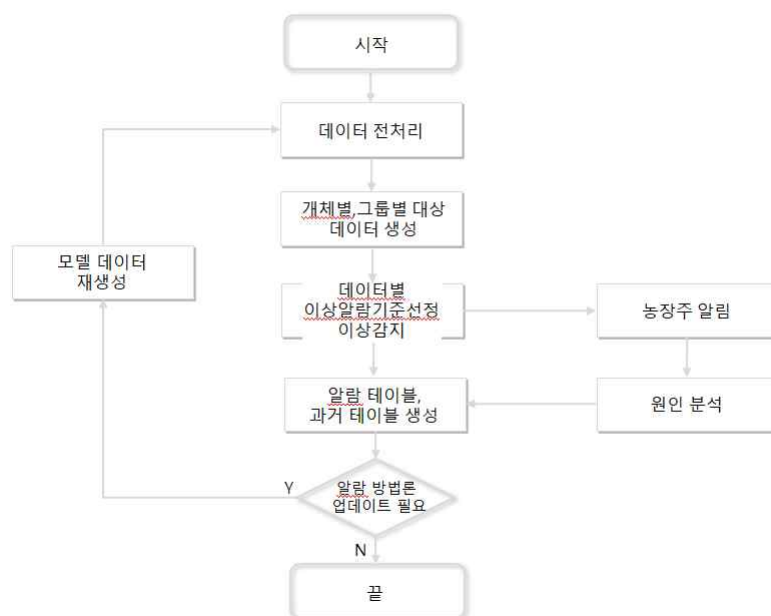 시작
데이터 전처리
개체별,그룹별 대상
데이터 생성
모델 데이터
재생성
데이터별
이상알람기준선정
이상감지
농장주 알림
알람 테이블,
과거 테이블 생성
원인 분석
Y
알람 방법론
업데이트 필요
N
끝